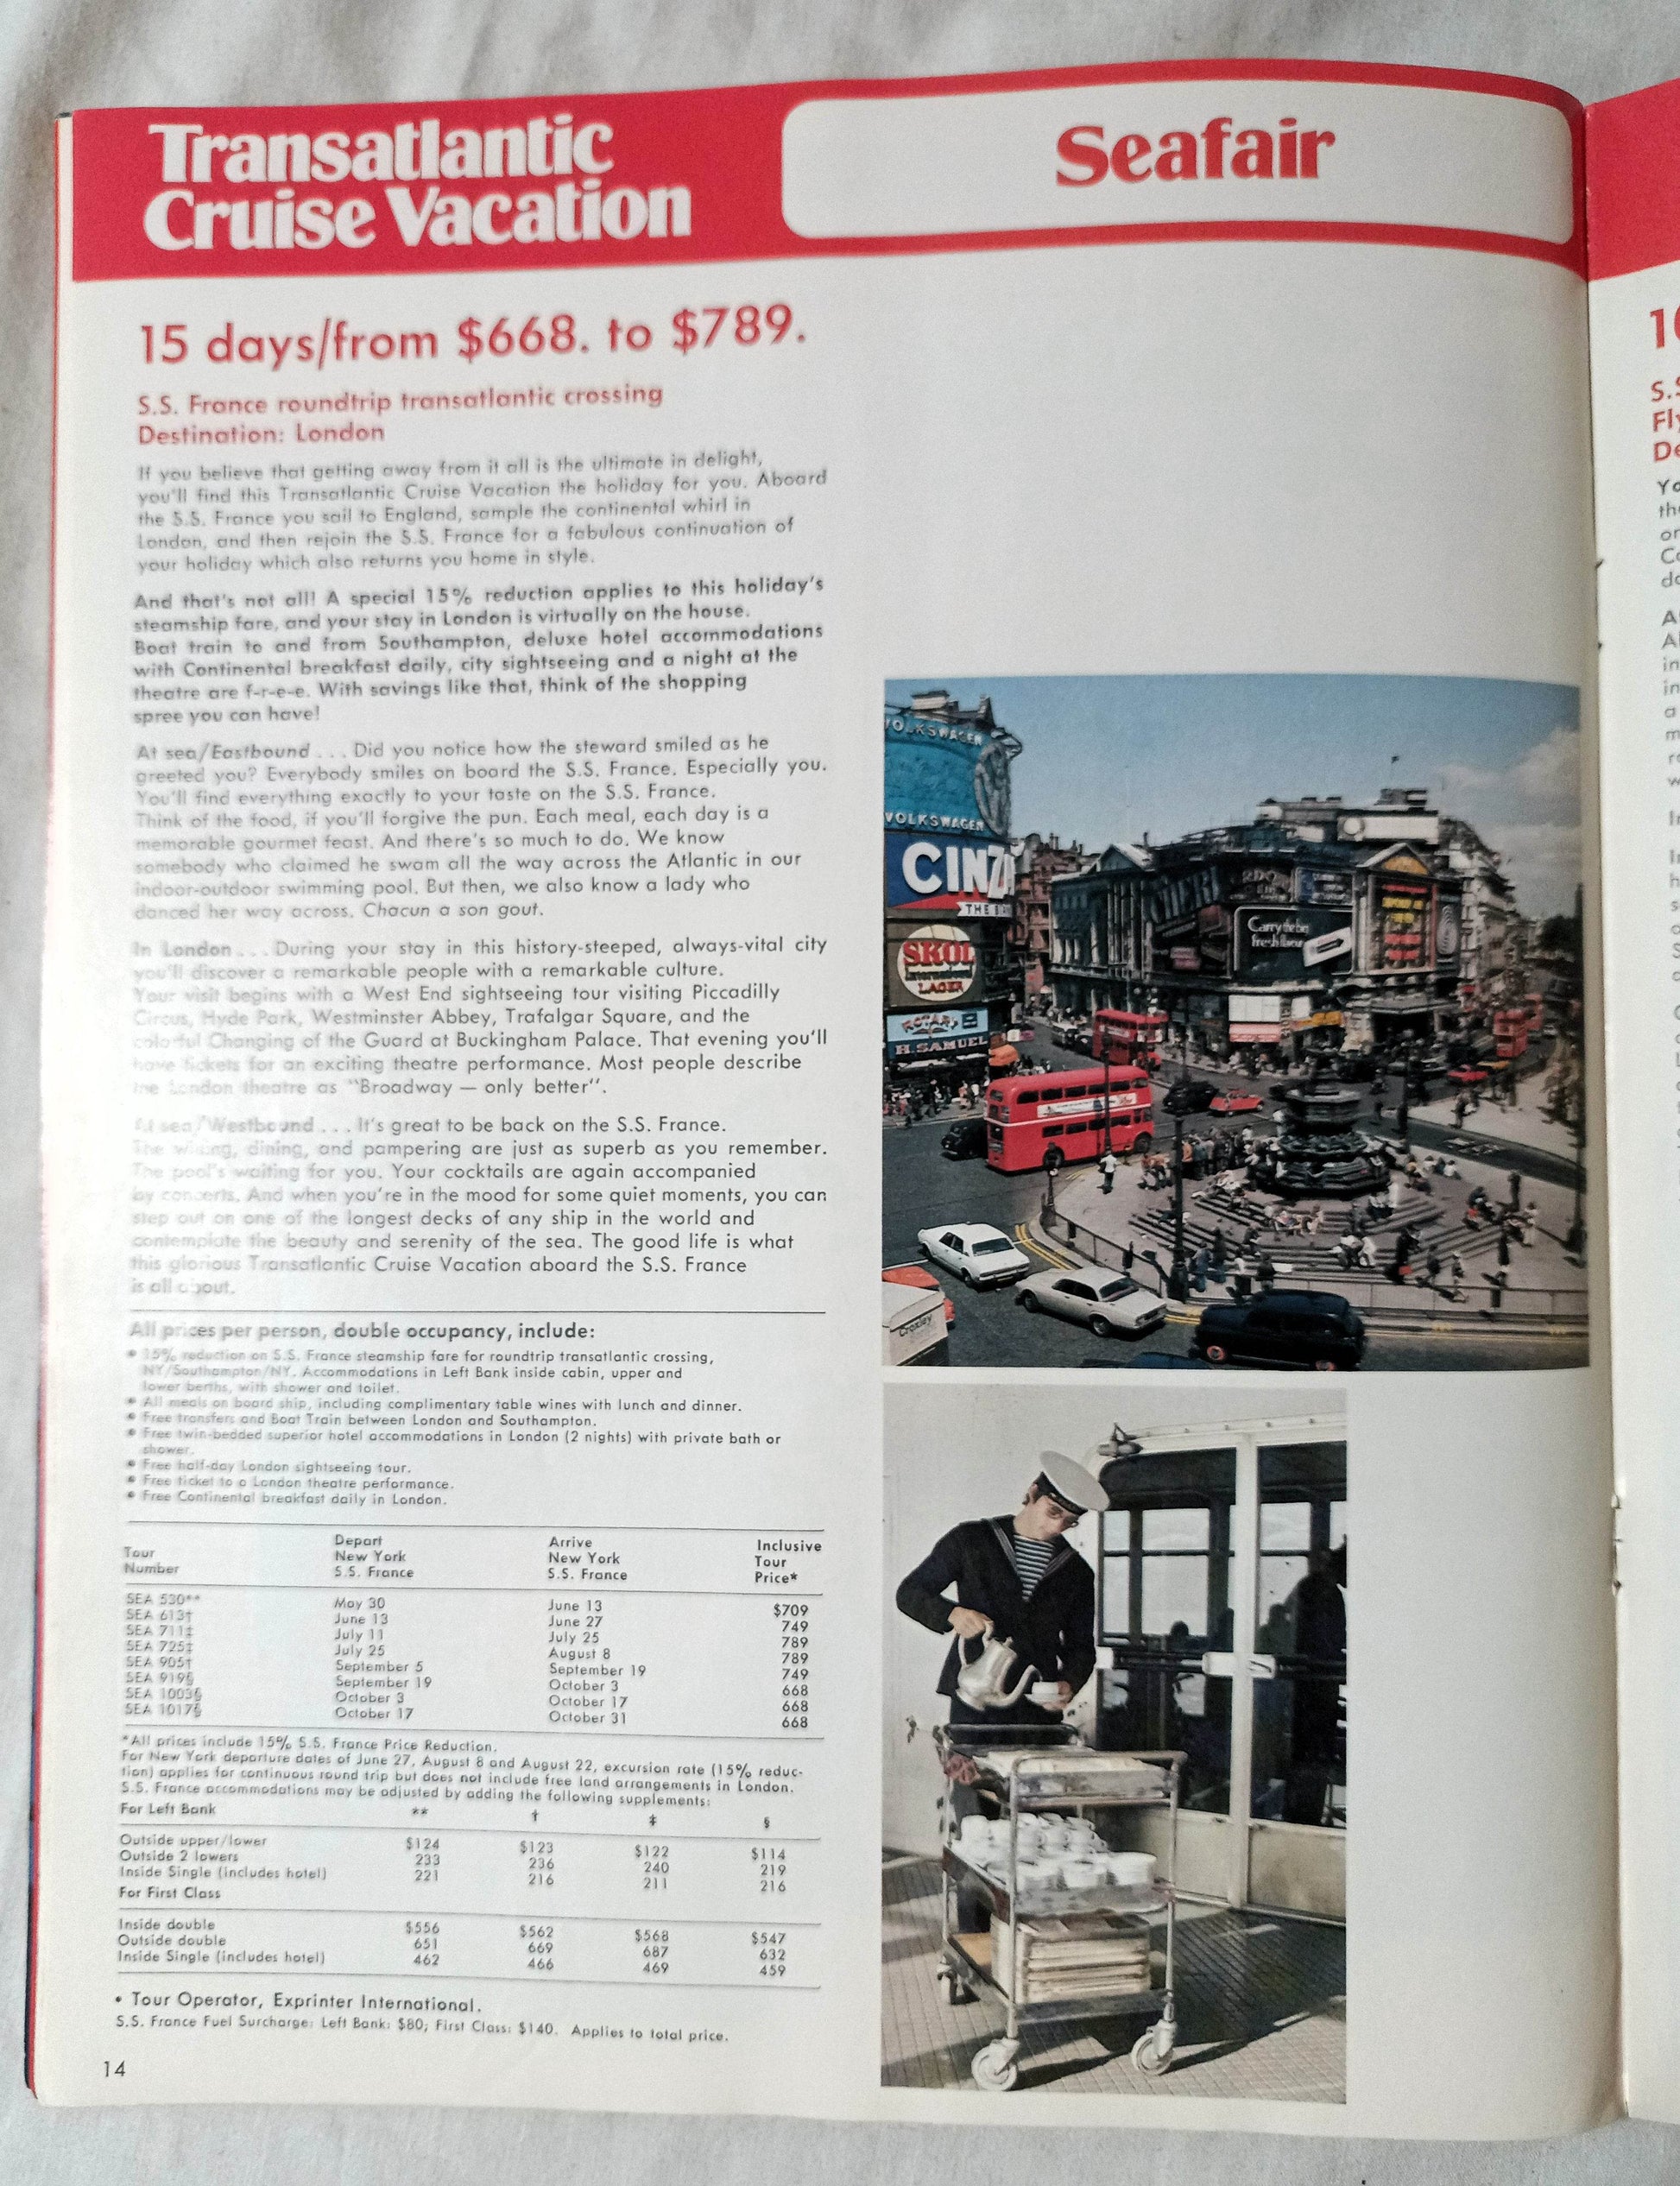 Transatlantic
Cruise Vacation
Seafair
15 days/from $668. to $789.
S.S. France roundtrip transatlantic crossing
Destination: London
If you believe that getting away from it all is the ultimate in delight,
you'll find this Transatlantic Cruise Vacation the holiday for you. Aboard
the S.S. France you sail to England, sample the continental whirl in
London, and then rejoin the S.S. France for a fabulous continuation of
your holiday which also returns you home in style.
And that's not all! A special 15% reduction applies to this holiday's
steamship fare, and your stay in London is virtually on the house.
Boat train to and from Southampton, deluxe hotel accommodations
with Continental breakfast daily, city sightseeing and a night at the
theatre are f-r-e-e. With savings like that, think of the shopping
spree you can have!
At sea/Eastbound . . . Did you notice how the steward smiled as he
greeted you? Everybody smiles on board the S.S. France. Especially you.
You'll find everything exactly to your taste on the S.S. France.
Think of the food, if you'll forgive the pun. Each meal, each day is a
memorable gourmet feast. And there's so much to do. We know
somebody who claimed he swam all the way across the Atlantic in our
indoor-outdoor swimming pool. But then, we also know a lady who
danced her way across. Chacun a son gout.
In London . . . During your stay in this history-steeped, always-vital city
you'll discover a remarkable people with a remarkable culture.
Your visit begins with a West End sightseeing tour visiting Piccadilly
Circus, Hyde Park, Westminster Abbey, Trafalgar Square, and the
colorful Changing of the Guard at Buckingham Palace. That evening you'll
have tickets for an exciting theatre performance. Most people describe
the London theatre as "Broadway — only better".
At sea/Westbound . . . It's great to be back on the S.S. France.
The wining, dining, and pampering are just as superb as you remember.
The pool's waiting for you. Your cocktails are again accompanied
by concerts. And when you're in the mood for some quiet moments, you can
step out on one of the longest decks of any ship in the world and
contemplate the beauty and serenity of the sea. The good life is what
this glorious Transatlantic Cruise Vacation aboard the S.S. France
is all about.
All prices per person, double occupancy, include:
• 15% reduction on S.S. France steamship fare for roundtrip transatlantic crossing,
NY/Southampton/NY. Accommodations in Left Bank inside cabin, upper and
lower berths, with shower and toilet.
• All meals on board ship, including complimentary table wines with lunch and dinner.
• Free transfers and Boat Train between London and Southampton.
• Free twin-bedded superior hotel accommodations in London (2 nights) with private bath or
shower.
• Free half-day London sightseeing tour.
• Free ticket to a London theatre performance.
• Free Continental breakfast daily in London.
Tour Number Depart New York S.S. France Arrive New York S.S. France Inclusive Tour Price*
SEA 530** May 30 June 13 $709
SEA 613† June 13 June 27 749
SEA 711‡ July 11 July 25 789
SEA 725‡ July 25 August 8 789
SEA 905† September 5 September 19 749
SEA 919§ September 19 October 3 668
SEA 1003§ October 3 October 17 668
SEA 1017§ October 17 October 31 668
*All prices include 15% S.S. France Price Reduction.
For New York departure dates of June 27, August 8 and August 22, excursion rate (15% reduc-
tion) applies for continuous round trip but does not include free land arrangements in London.
S.S. France accommodations may be adjusted by adding the following supplements:
For Left Bank ** † ‡ §
Outside upper/lower $124 $123 $122 $114
Outside 2 lowers 233 236 240 219
Inside Single (includes hotel) 221 216 211 216
For First Class
Inside double $556 $562 $568 $547
Outside double 651 669 687 632
Inside Single (includes hotel) 462 466 469 459
• Tour Operator, Exprinter International.
S.S. France Fuel Surcharge: Left Bank: $80; First Class: $140. Applies to total price.
14
VOLKSWAGEN
VOLKSWAGEN
CINZ
THE B
SKOL
International
LAGER
ROTARY
H. SAMUEL
Carry the big
fresh flavour
Croxley
10
S.S
Fly
De